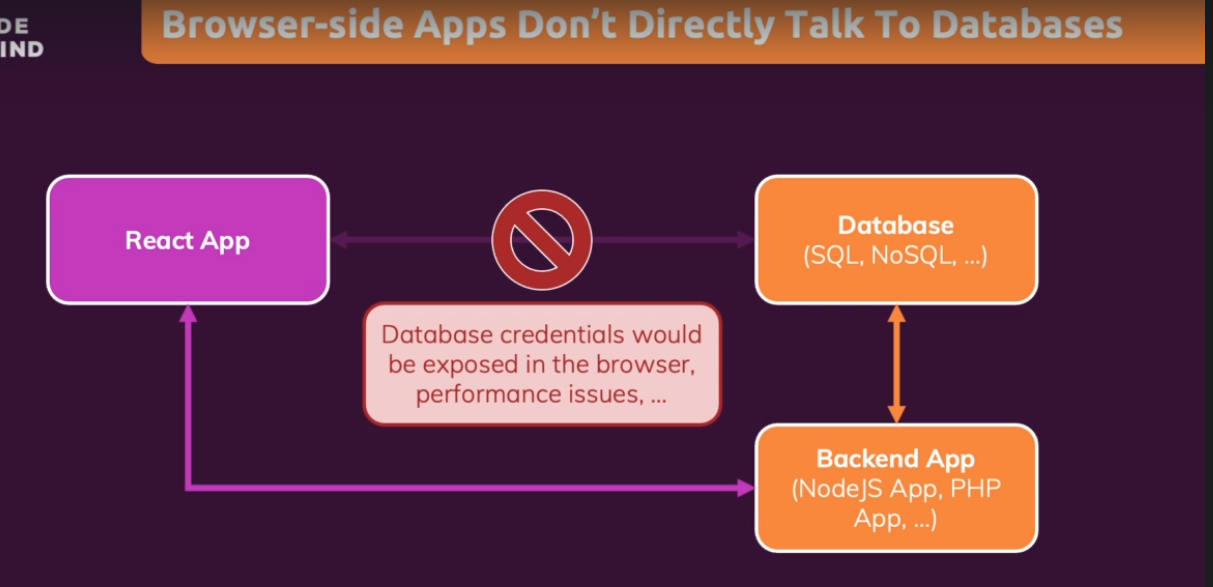 DE
IND
Browser-side Apps Don't Directly Talk To Databases
React App
Database
(SQL, NoSQL, ...)
Database credentials would
be exposed in the browser,
performance issues, ...
Backend App
(NodeJS App, PHP
App, ...)